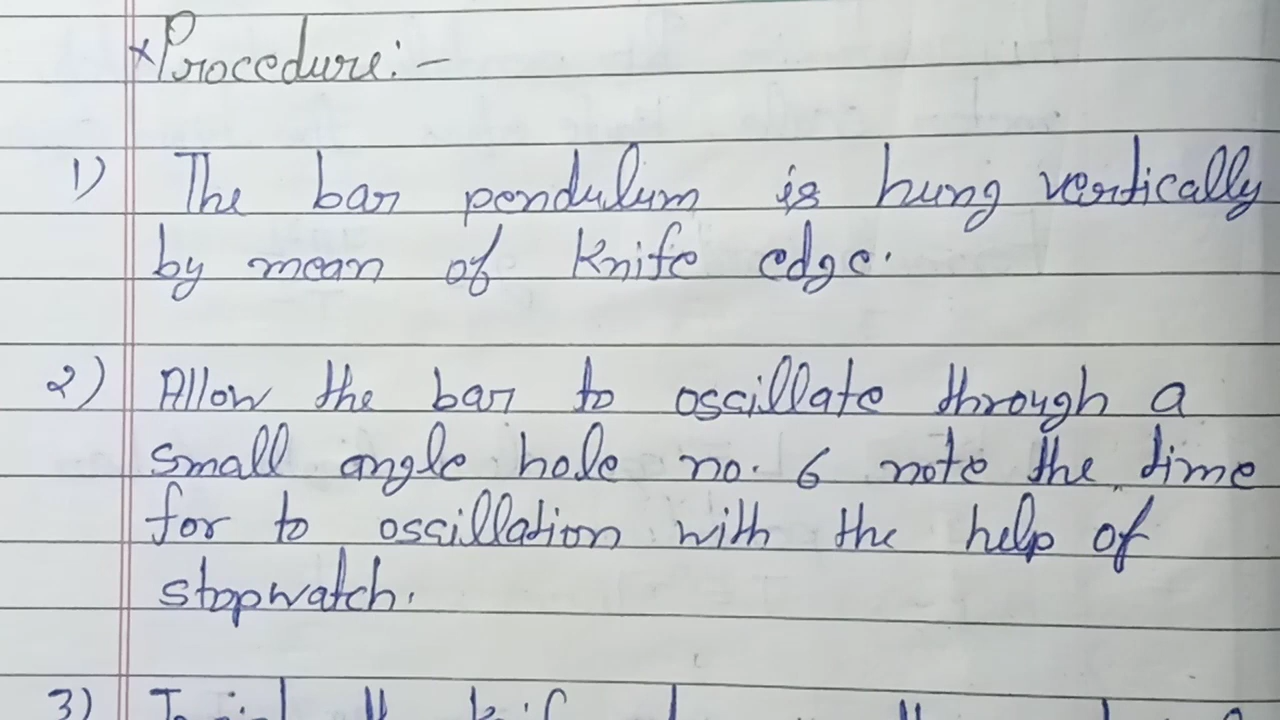 *Procedure:-
1) The bar pendulum is hung vertically
by mean of Knife edge.
2) Allow the bar to oscillate through a
small angle hole no. 6 note the time
for to oscillation with the help of
stopwatch.
3)